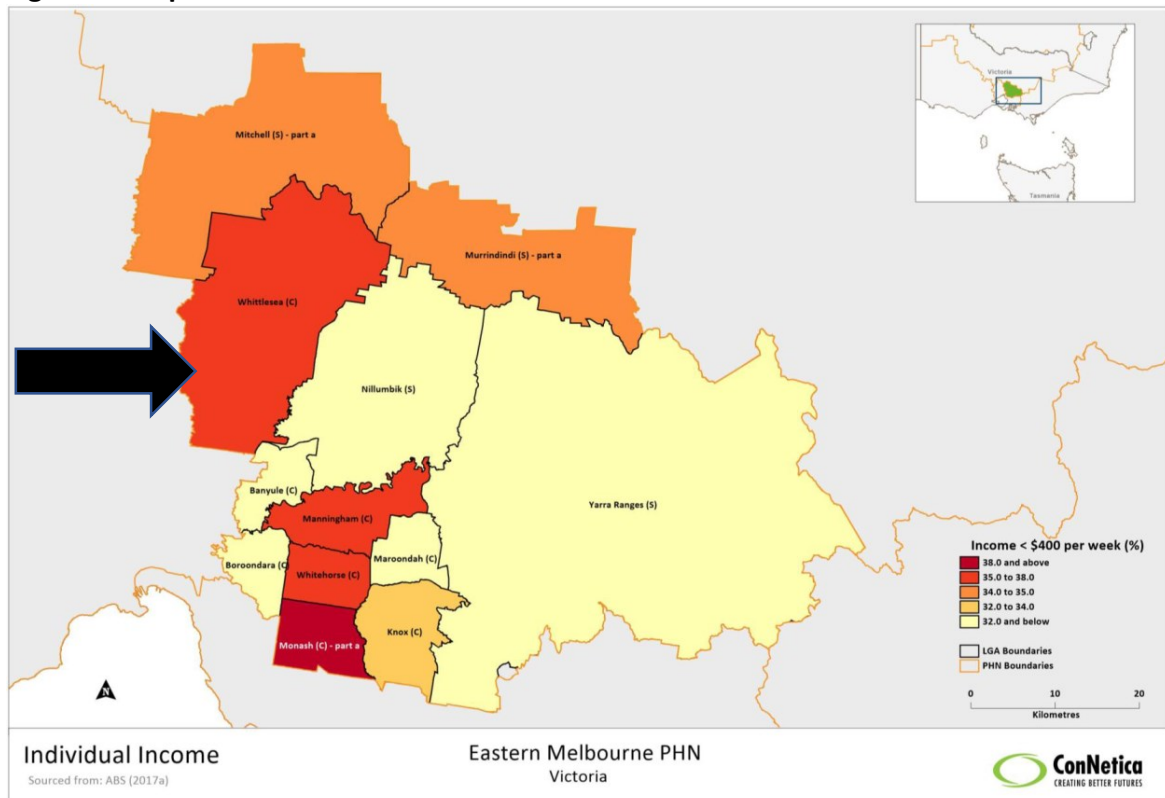 Mitchell (S) - part a
Murrindindi (S) - part a
Whittlesea (C)
Nillumbik (S)
Banyule (C)
Yarra Ranges (S)
Manningham (C)
Boroondara (C)
Maroondah (C)
Whitehorse (C)
Knox (C)
Monash (C) - part a
N
Victoria
Tasmania
Income < $400 per week (%)
38.0 and above
35.0 to 38.0
34.0 to 35.0
32.0 to 34.0
32.0 and below
LGA Boundaries
PHN Boundaries
0 10 20
Kilometres
Individual Income
Sourced from: ABS (2017a)
Eastern Melbourne PHN
Victoria
ConNetica
CREATING BETTER FUTURES